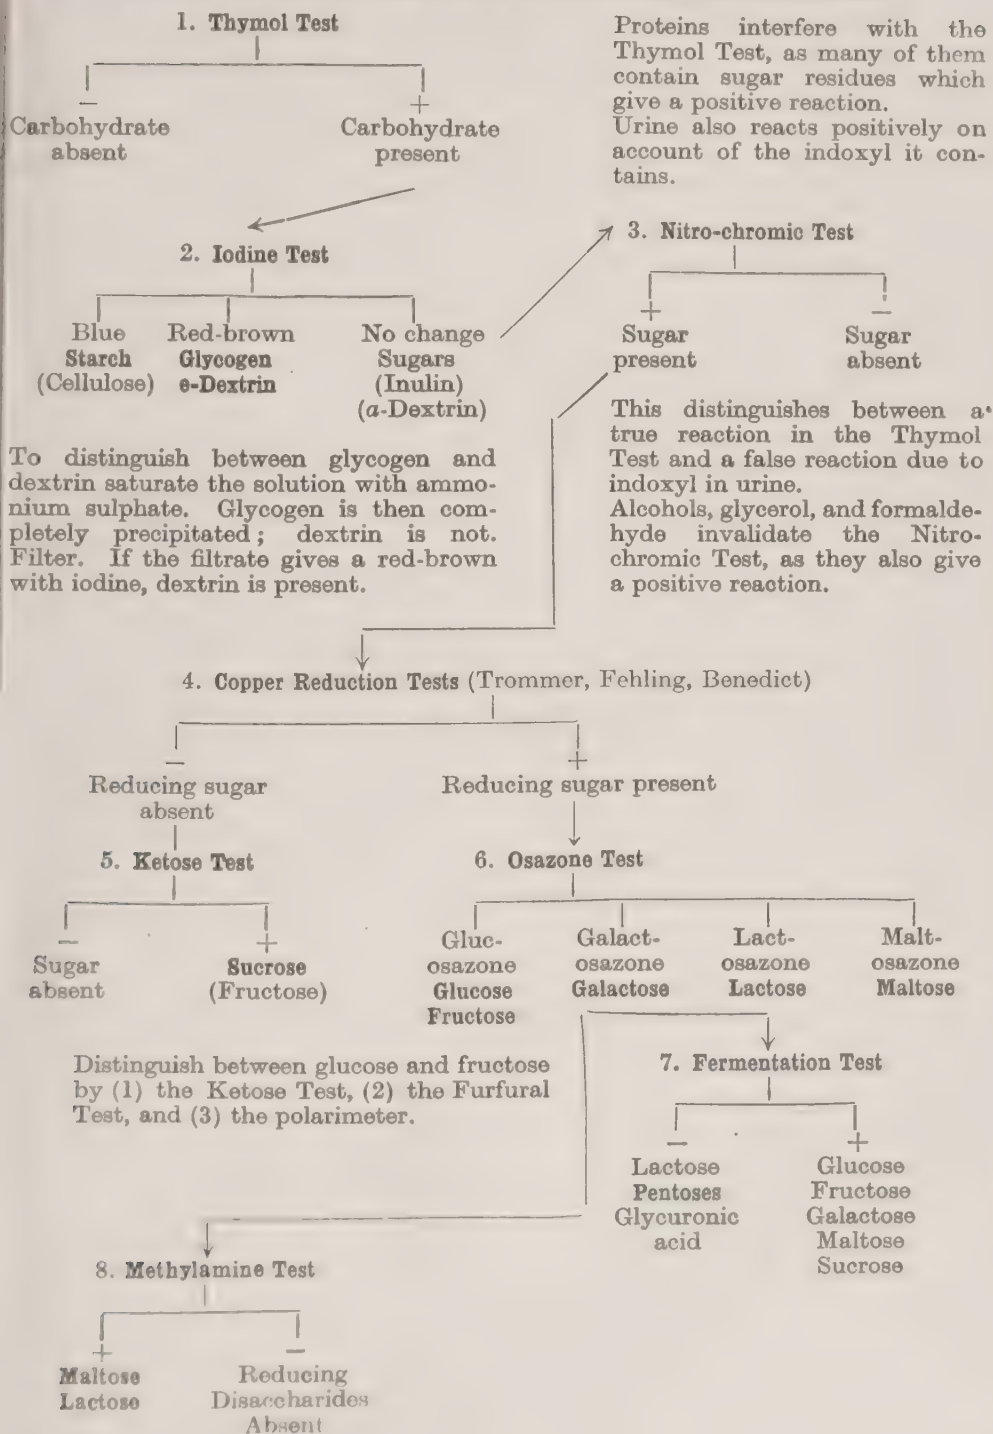 1. Thymol Test
−
Carbohydrate
absent
+
Carbohydrate
present
Proteins interfere with the
Thymol Test, as many of them
contain sugar residues which
give a positive reaction.
Urine also reacts positively on
account of the indoxyl it con-
tains.
2. Iodine Test
Blue
Starch
(Cellulose)
Red-brown
Glycogen
e-Dextrin
No change
Sugars
(Inulin)
(a-Dextrin)
3. Nitro-chromic Test
+
Sugar
present
−
Sugar
absent
To distinguish between glycogen and
dextrin saturate the solution with ammo-
nium sulphate. Glycogen is then com-
pletely precipitated; dextrin is not.
Filter. If the filtrate gives a red-brown
with iodine, dextrin is present.
This distinguishes between a
true reaction in the Thymol
Test and a false reaction due to
indoxyl in urine.
Alcohols, glycerol, and formalde-
hyde invalidate the Nitro-
chromic Test, as they also give
a positive reaction.
4. Copper Reduction Tests (Trommer, Fehling, Benedict)
−
Reducing sugar
absent
+
Reducing sugar present
5. Ketose Test
−
Sugar
absent
+
Sucrose
(Fructose)
6. Osazone Test
Gluc-
osazone
Glucose
Fructose
Galact-
osazone
Galactose
Lact-
osazone
Lactose
Malt-
osazone
Maltose
Distinguish between glucose and fructose
by (1) the Ketose Test, (2) the Furfural
Test, and (3) the polarimeter.
7. Fermentation Test
−
Lactose
Pentoses
Glycuronic
acid
+
Glucose
Fructose
Galactose
Maltose
Sucrose
8. Methylamine Test
+
Maltose
Lactose
−
Reducing
Disaccharides
Absent